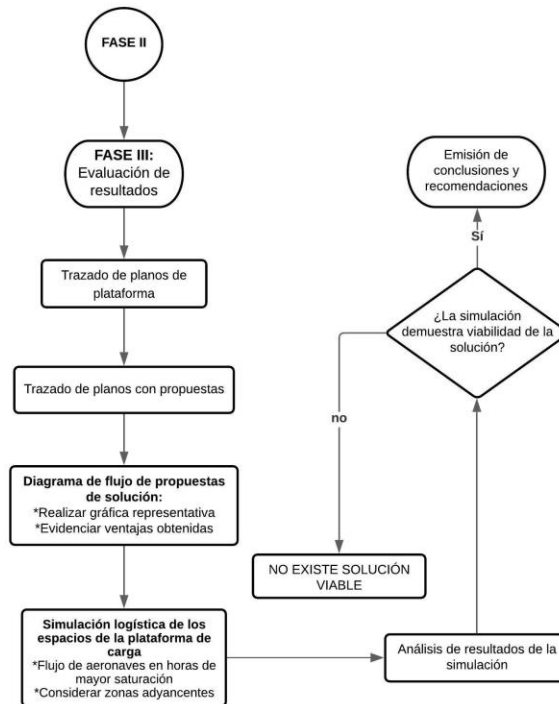 FASE II
FASE III:
Evaluación de
resultados
Trazado de planos de
plataforma
Trazado de planos con propuestas
Diagrama de flujo de propuestas
de solución:
*Realizar gráfica representativa
*Evidenciar ventajas obtenidas
Simulación logística de los
espacios de la plataforma de
carga
*Flujo de aeronaves en horas de
mayor saturación
*Considerar zonas adyancentes
Análisis de resultados de la
simulación
¿La simulación
demuestra viabilidad de la
solución?
no
NO EXISTE SOLUCIÓN
VIABLE
Sí
Emisión de
conclusiones y
recomendaciones